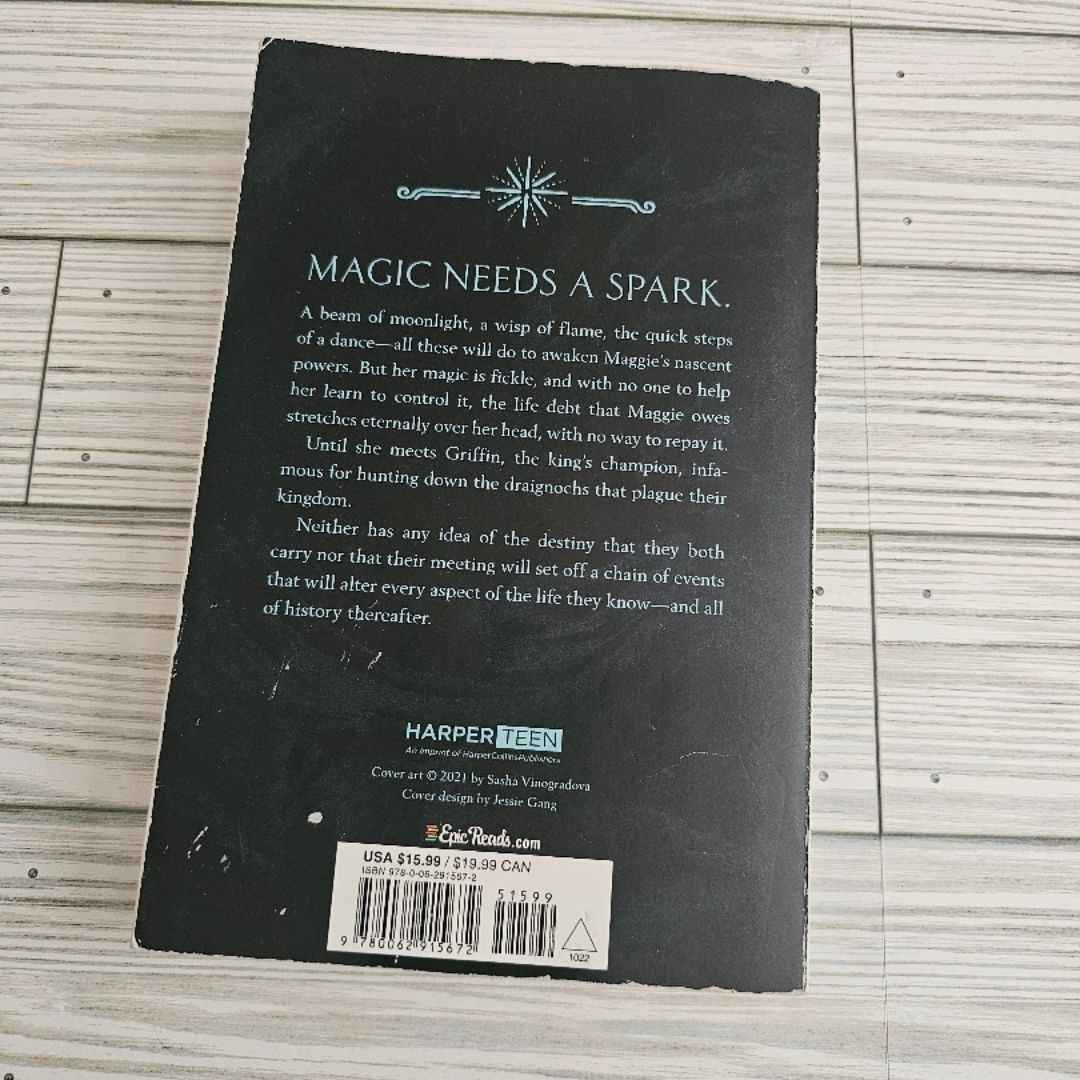 MAGIC NEEDS A SPARK.
A beam of moonlight, a wisp of flame, the quick steps
of a dance—all these will do to awaken Maggie's nascent
powers. But her magic is fickle, and with no one to help
her learn to control it, the life debt that Maggie owes
stretches eternally over her head, with no way to repay it.
Until she meets Griffin, the king's champion, infa-
mous for hunting down the draignochs that plague their
kingdom.
Neither has any idea of the destiny that they both
carry nor that their meeting will set off a chain of events
that will alter every aspect of the life they know—and all
of history thereafter.
HARPER TEEN
An Imprint of HarperCollinsPublishers
Cover art © 2021 by Sasha Vinogradova
Cover design by Jessie Gang
EpicReads.com
USA $15.99 / $19.99 CAN
ISBN 978-0-06-291567-2
51599
9 780062 915672
1022